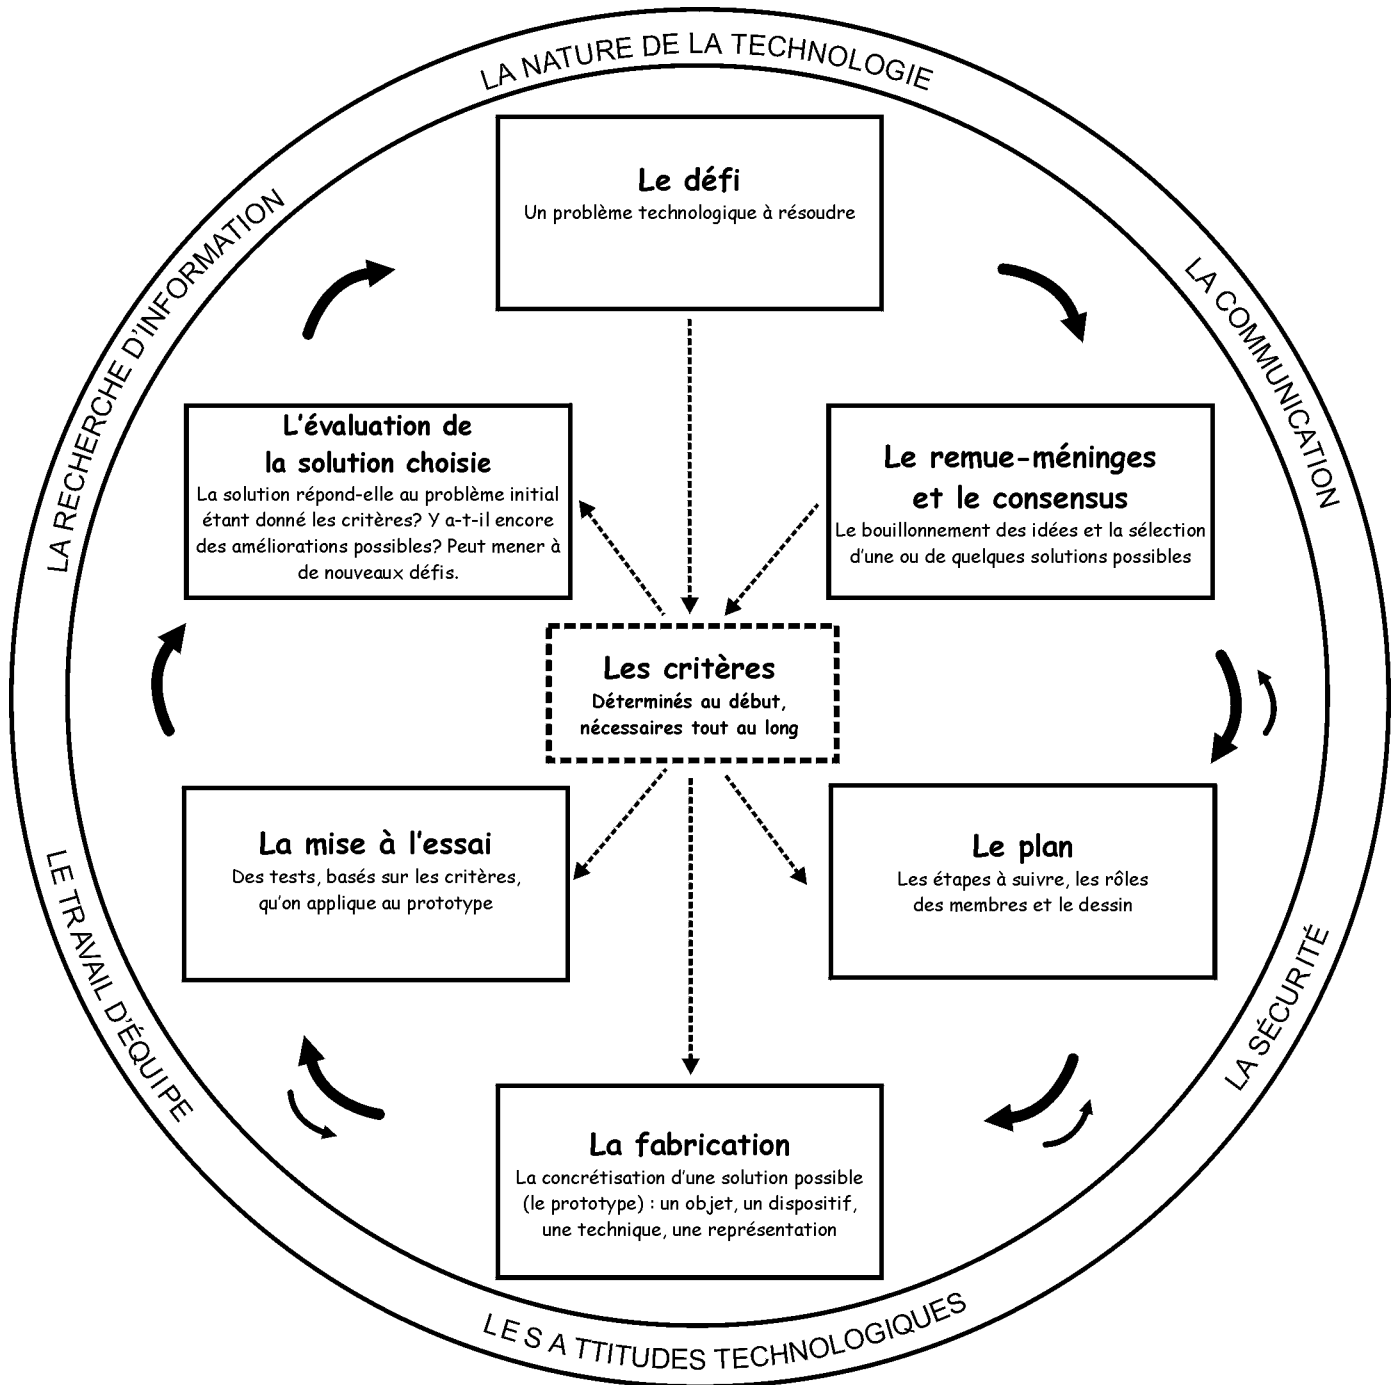 LA NATURE DE LA TECHNOLOGIE
LA COMMUNICATION
LA SÉCURITÉ
LES ATTITUDES TECHNOLOGIQUES
LE TRAVAIL D'ÉQUIPE
LA RECHERCHE D'INFORMATION
Le défi
Un problème technologique à résoudre
Le remue-méninges
et le consensus
Le bouillonnement des idées et la sélection
d'une ou de quelques solutions possibles
Le plan
Les étapes à suivre, les rôles
des membres et le dessin
La fabrication
La concrétisation d'une solution possible
(le prototype) : un objet, un dispositif,
une technique, une représentation
La mise à l'essai
Des tests, basés sur les critères,
qu'on applique au prototype
L'évaluation de
la solution choisie
La solution répond-elle au problème initial
étant donné les critères? Y a-t-il encore
des améliorations possibles? Peut mener à
de nouveaux défis.
Les critères
Déterminés au début,
nécessaires tout au long